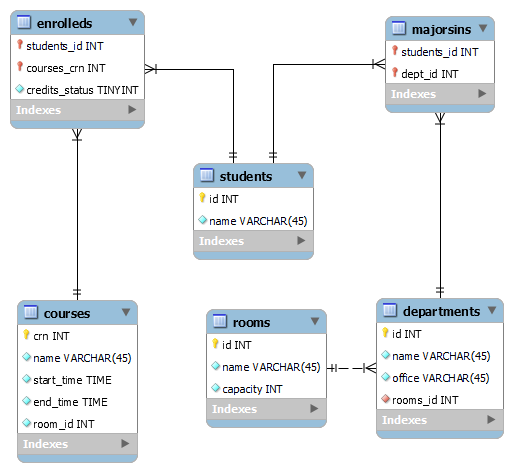 enrolleds
students_id INT
courses_crn INT
credits_status TINYINT
Indexes
majorsins
students_id INT
dept_id INT
Indexes
students
id INT
name VARCHAR(45)
Indexes
courses
crn INT
name VARCHAR(45)
start_time TIME
end_time TIME
room_id INT
Indexes
rooms
id INT
name VARCHAR(45)
capacity INT
Indexes
departments
id INT
name VARCHAR(45)
office VARCHAR(45)
rooms_id INT
Indexes